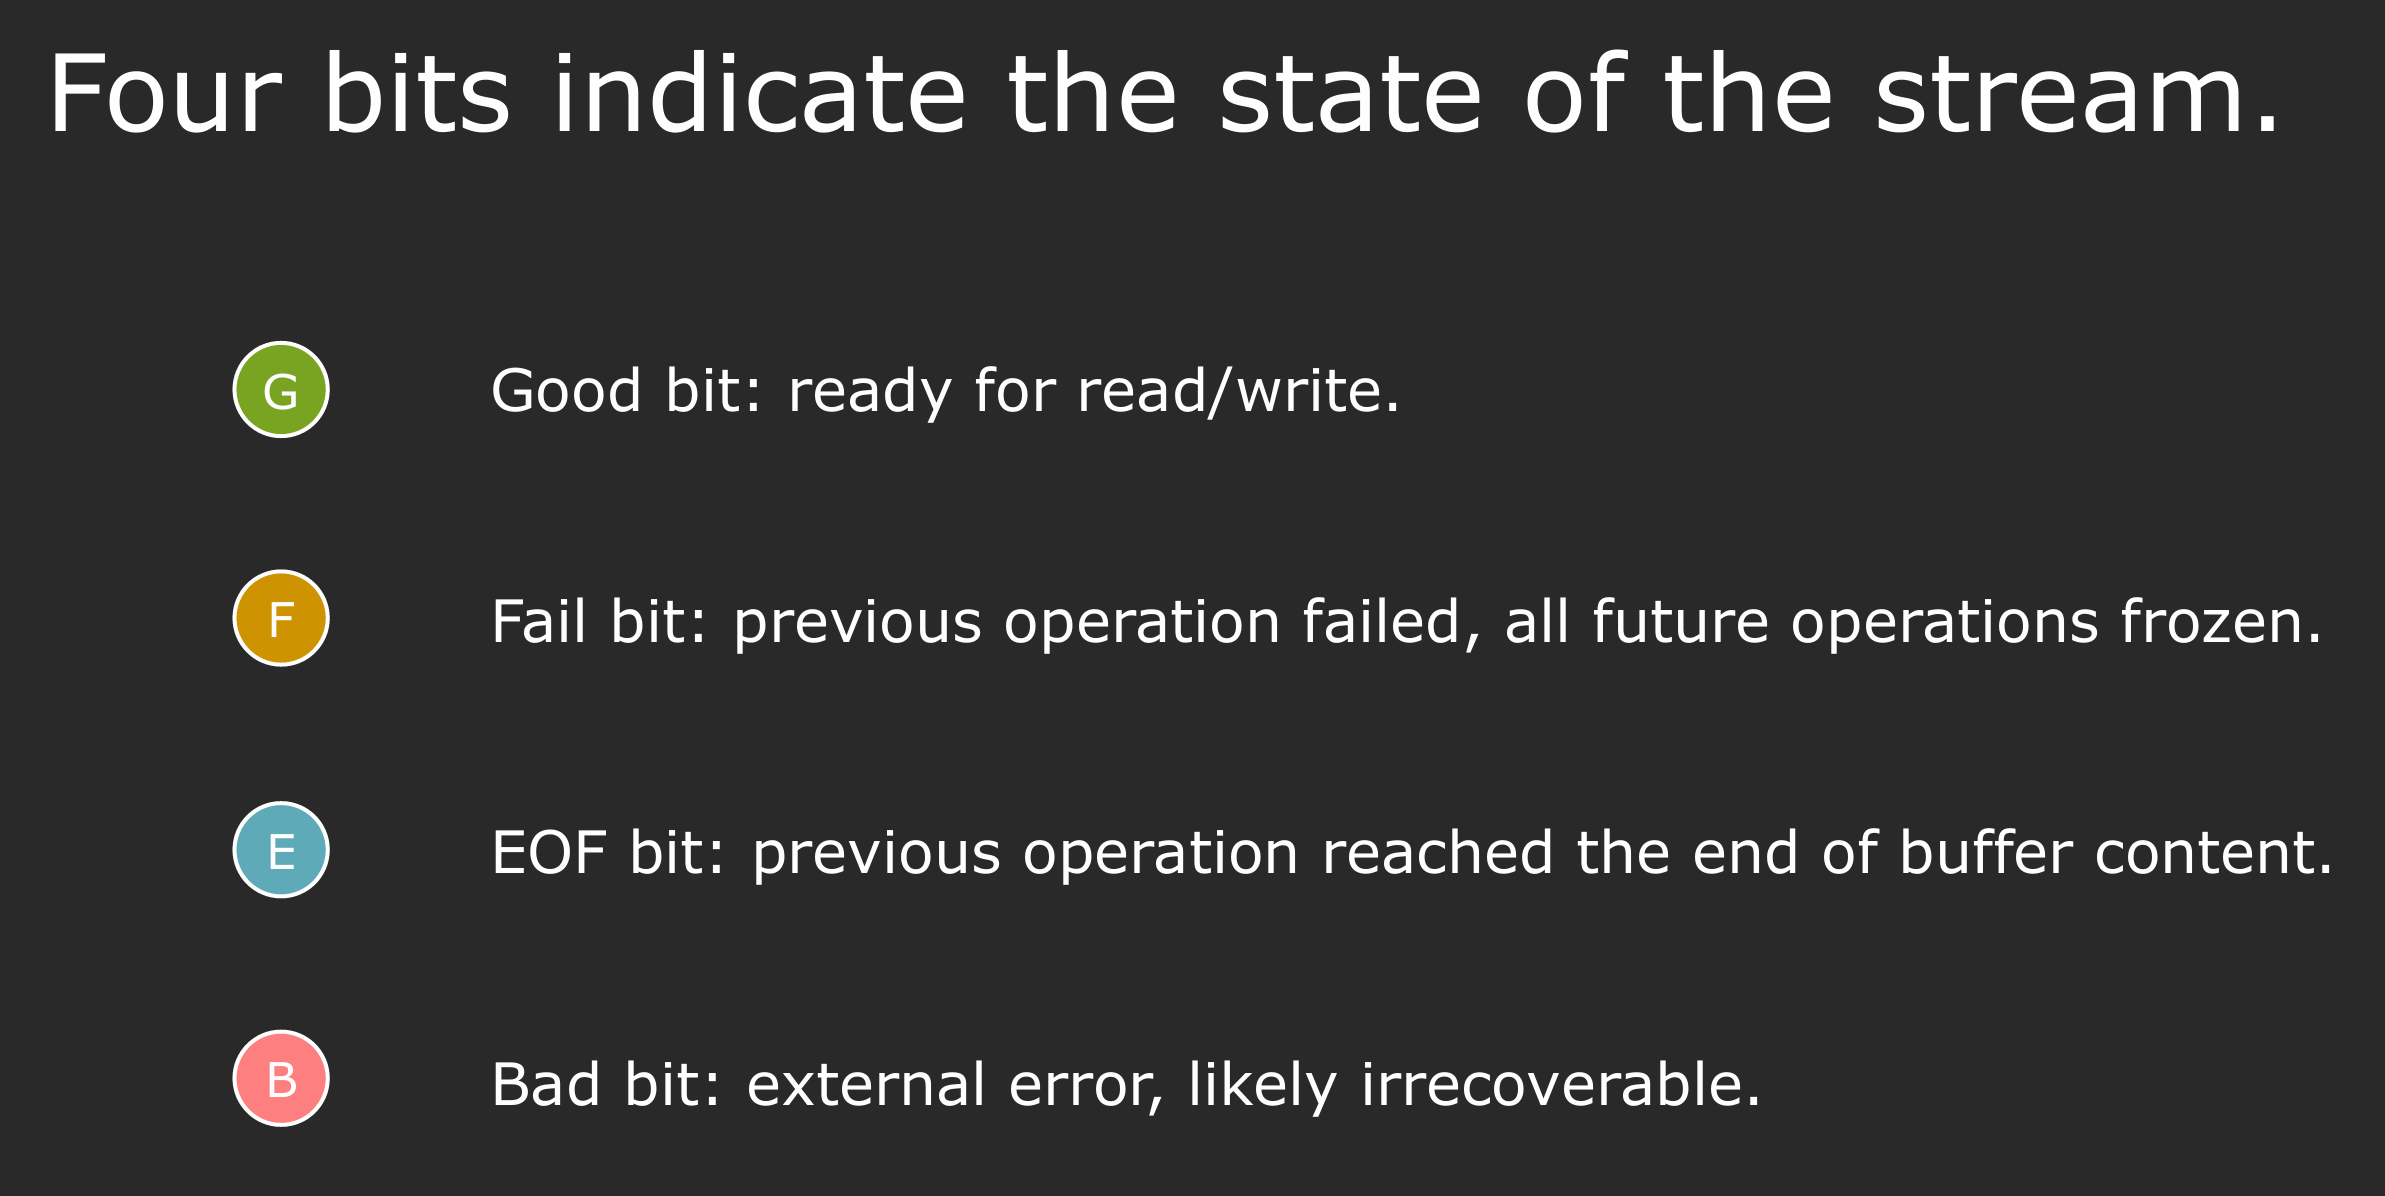 Four bits indicate the state of the stream.
G Good bit: ready for read/write.
F Fail bit: previous operation failed, all future operations frozen.
E EOF bit: previous operation reached the end of buffer content.
B Bad bit: external error, likely irrecoverable.